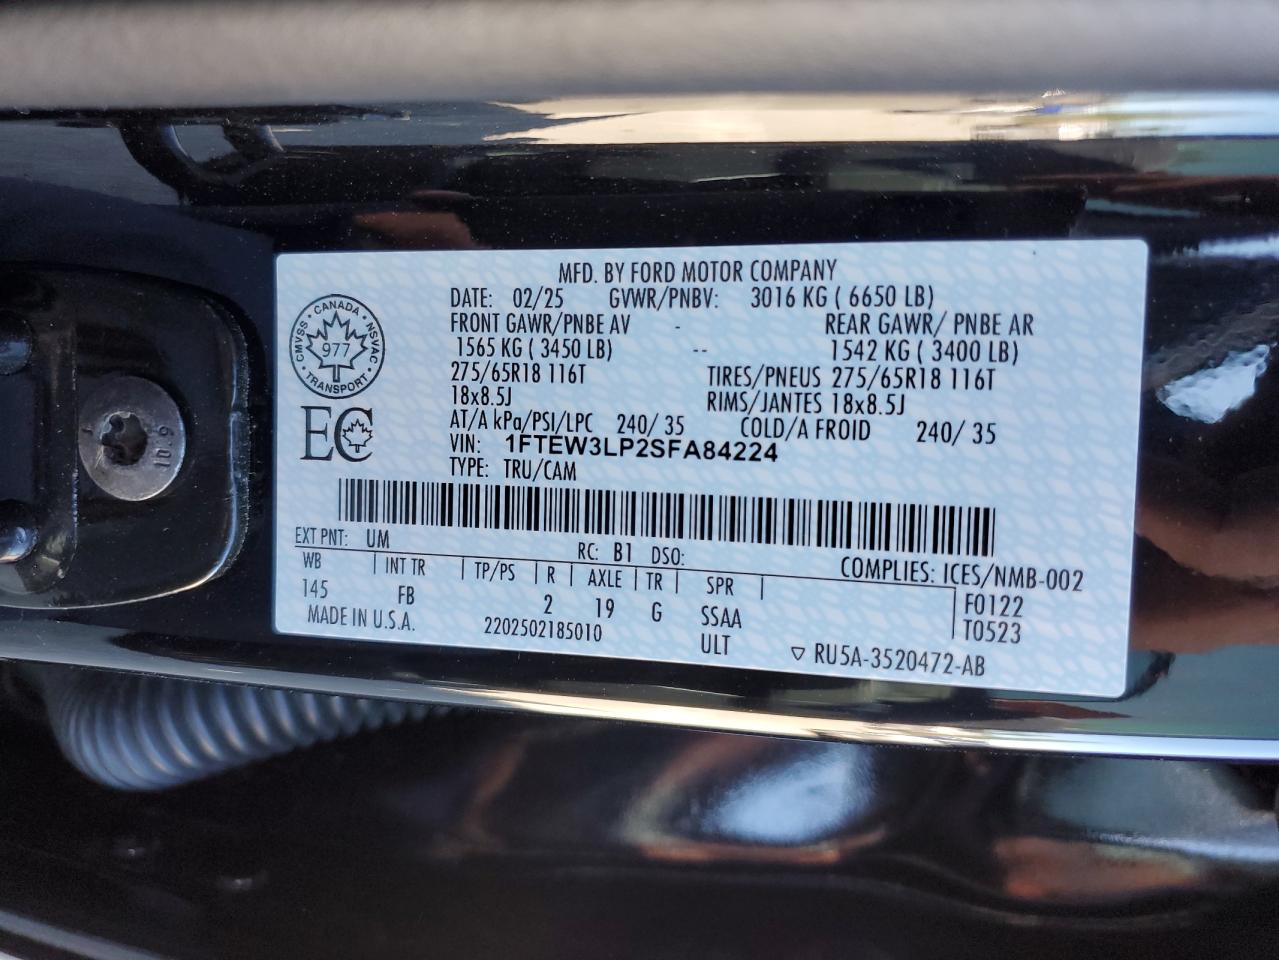 MFD. BY FORD MOTOR COMPANY
DATE: 02/25 GVWR/PNBV: 3016 KG ( 6650 LB)
FRONT GAWR/PNBE AV - REAR GAWR/ PNBE AR
1565 KG ( 3450 LB) -- 1542 KG ( 3400 LB)
275/65R18 116T TIRES/PNEUS 275/65R18 116T
18x8.5J RIMS/JANTES 18x8.5J
AT/A kPa/PSI/LPC 240/ 35 COLD/A FROID 240/ 35
VIN: 1FTEW3LP2SFA84224
TYPE: TRU/CAM
CMVSS · CANADA · NSVAC · TRANSPORT
977
EC
EXT PNT: UM RC: B1 DSO:
COMPLIES: ICES/NMB-002
WB INT TR TP/PS R AXLE TR SPR
145 FB 2 19 G SSAA F0122
MADE IN U.S.A. 2202502185010 ULT T0523
RU5A-3520472-AB
10.9